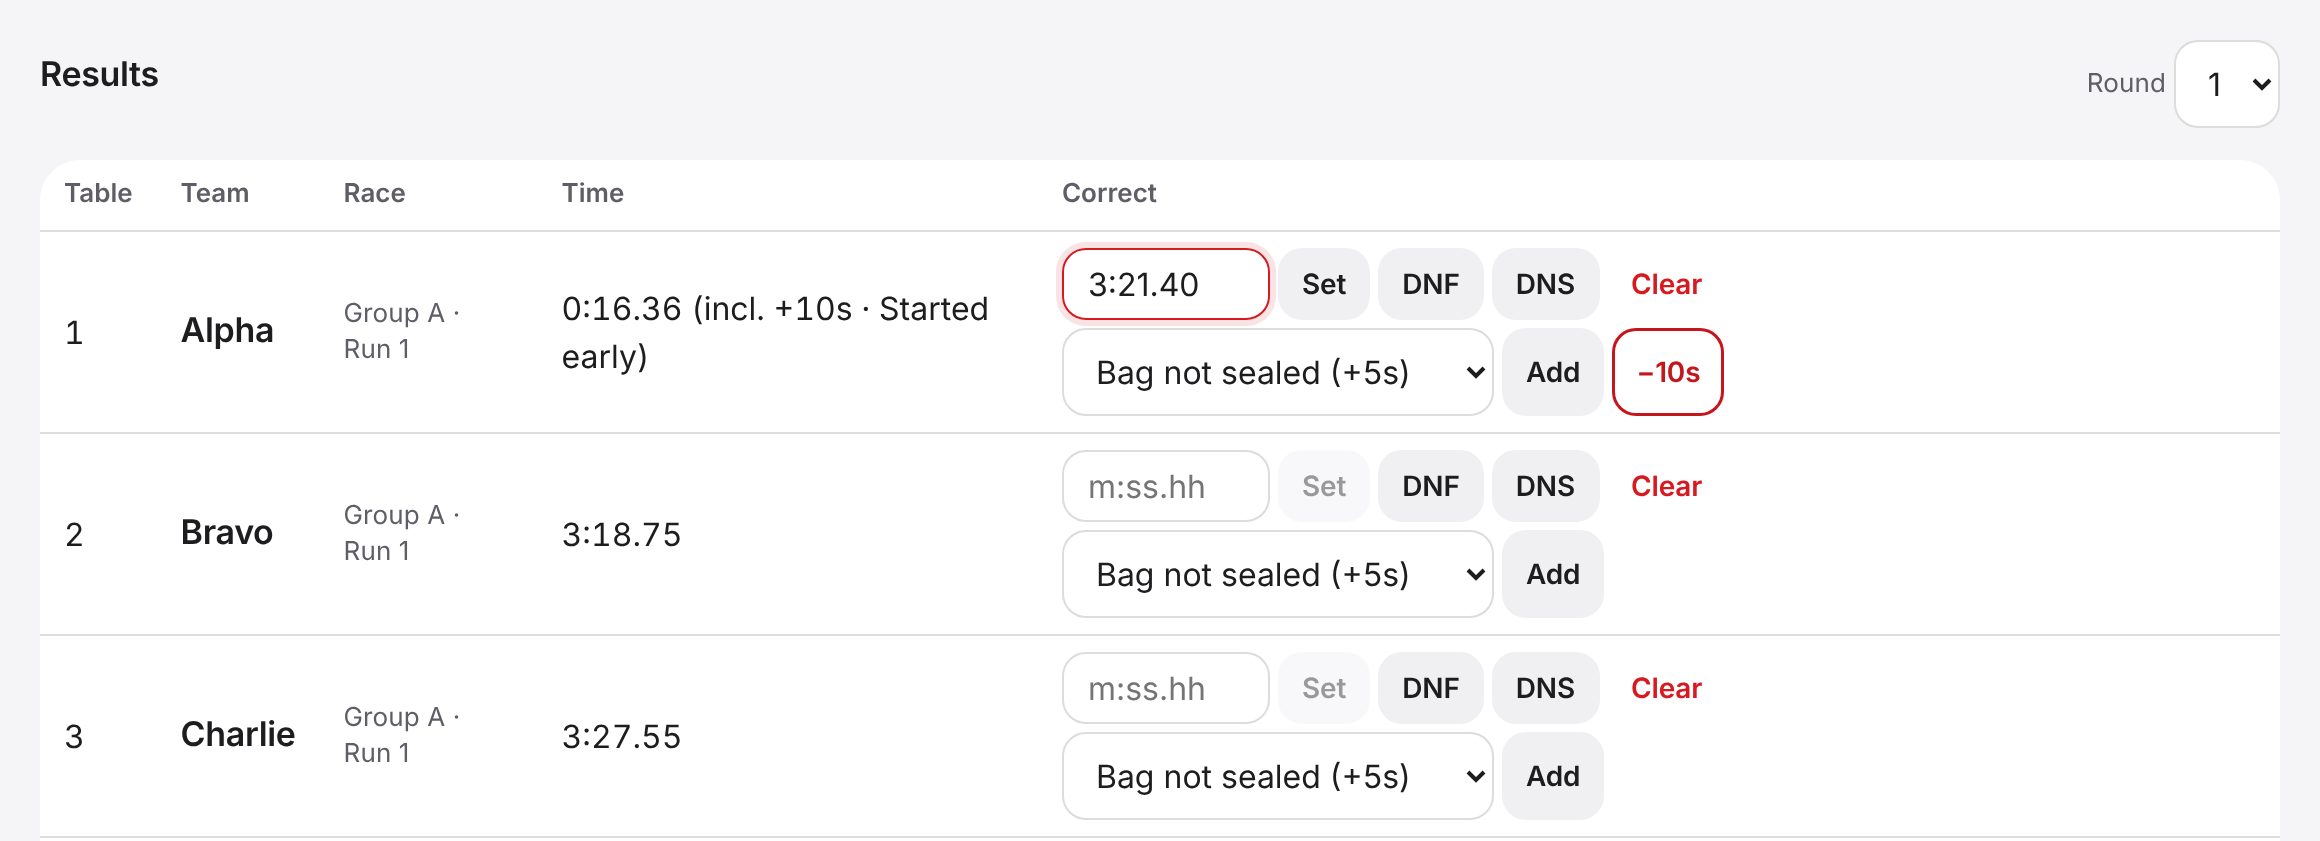 Results
Round 1
Table Team Race Time Correct
1 Alpha Group A ·
Run 1
0:16.36 (incl. +10s · Started
early)
3:21.40 Set DNF DNS Clear
Bag not sealed (+5s) Add −10s
2 Bravo Group A ·
Run 1
3:18.75
m:ss.hh Set DNF DNS Clear
Bag not sealed (+5s) Add
3 Charlie Group A ·
Run 1
3:27.55
m:ss.hh Set DNF DNS Clear
Bag not sealed (+5s) Add